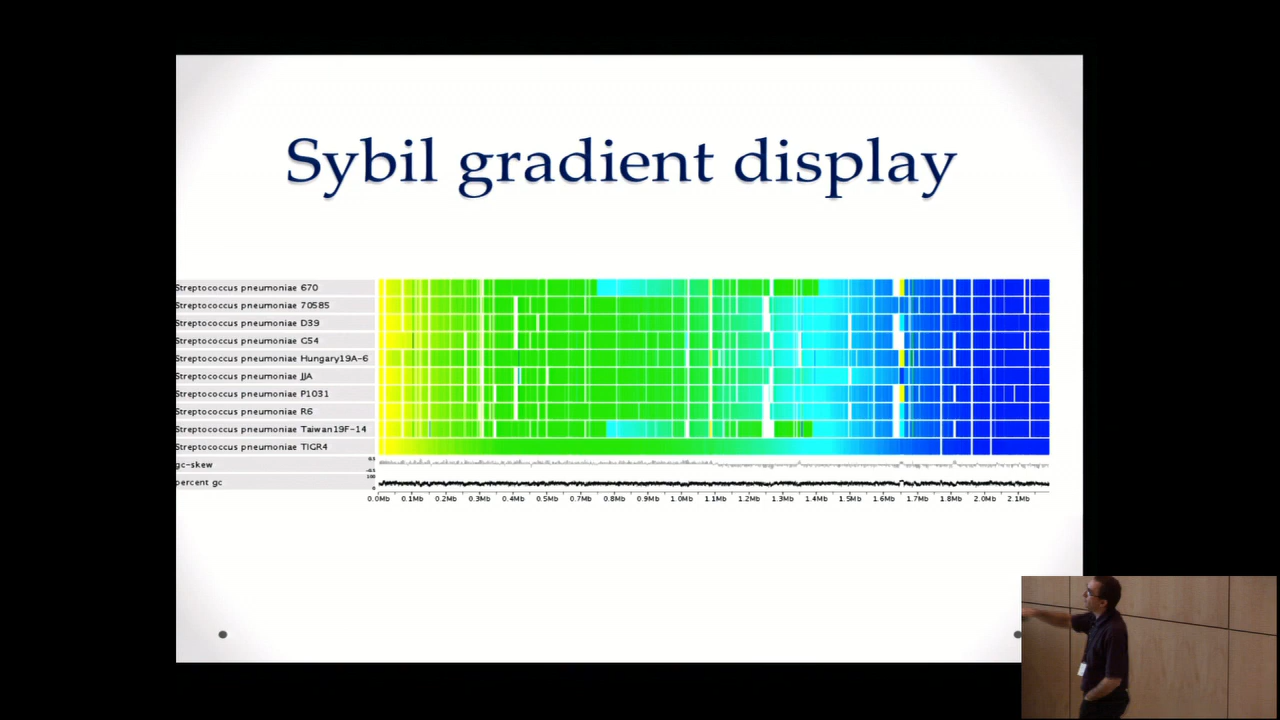 Sybil gradient display
Streptococcus pneumoniae 670
Streptococcus pneumoniae 70585
Streptococcus pneumoniae D39
Streptococcus pneumoniae G54
Streptococcus pneumoniae Hungary19A-6
Streptococcus pneumoniae JJA
Streptococcus pneumoniae P1031
Streptococcus pneumoniae R6
Streptococcus pneumoniae Taiwan19F-14
Streptococcus pneumoniae TIGR4
gc-skew
percent gc
100
0
0.0Mb 0.1Mb 0.2Mb 0.3Mb 0.4Mb 0.5Mb 0.7Mb 0.8Mb 0.9Mb 1.0Mb 1.1Mb 1.2Mb 1.3Mb 1.4Mb 1.5Mb 1.6Mb 1.7Mb 1.8Mb 2.0Mb 2.1Mb